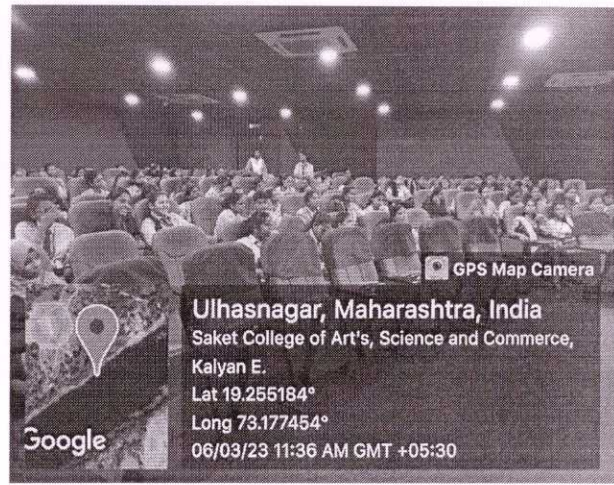 GPS Map Camera
Ulhasnagar, Maharashtra, India
Saket College of Art's, Science and Commerce,
Kalyan E.
Lat 19.255184°
Long 73.177454°
06/03/23 11:36 AM GMT +05:30
Google